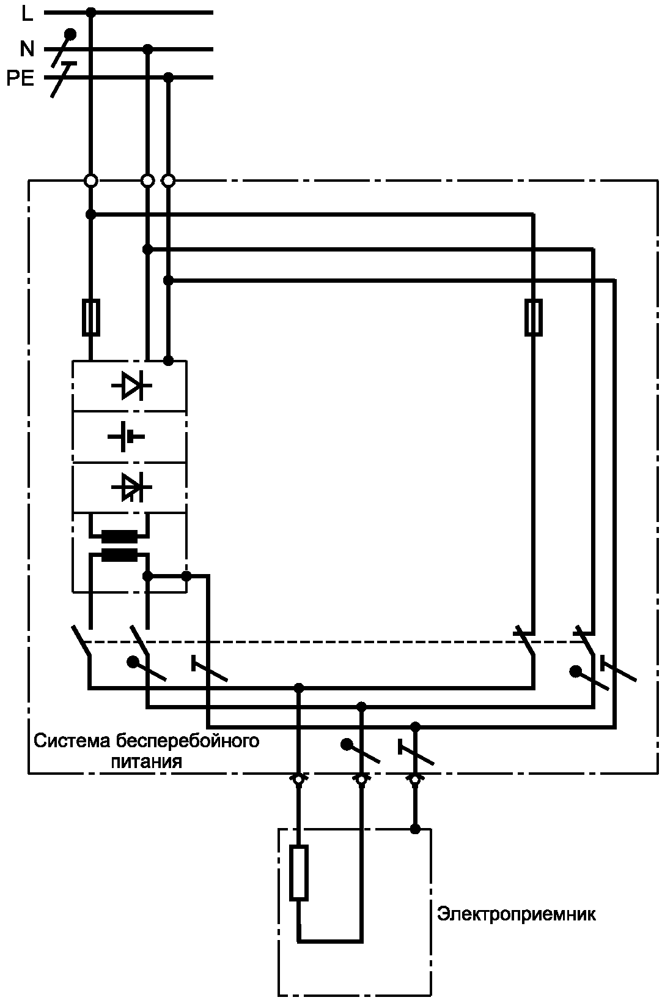 L
N
PE
Система бесперебойного
питания
Электроприемник